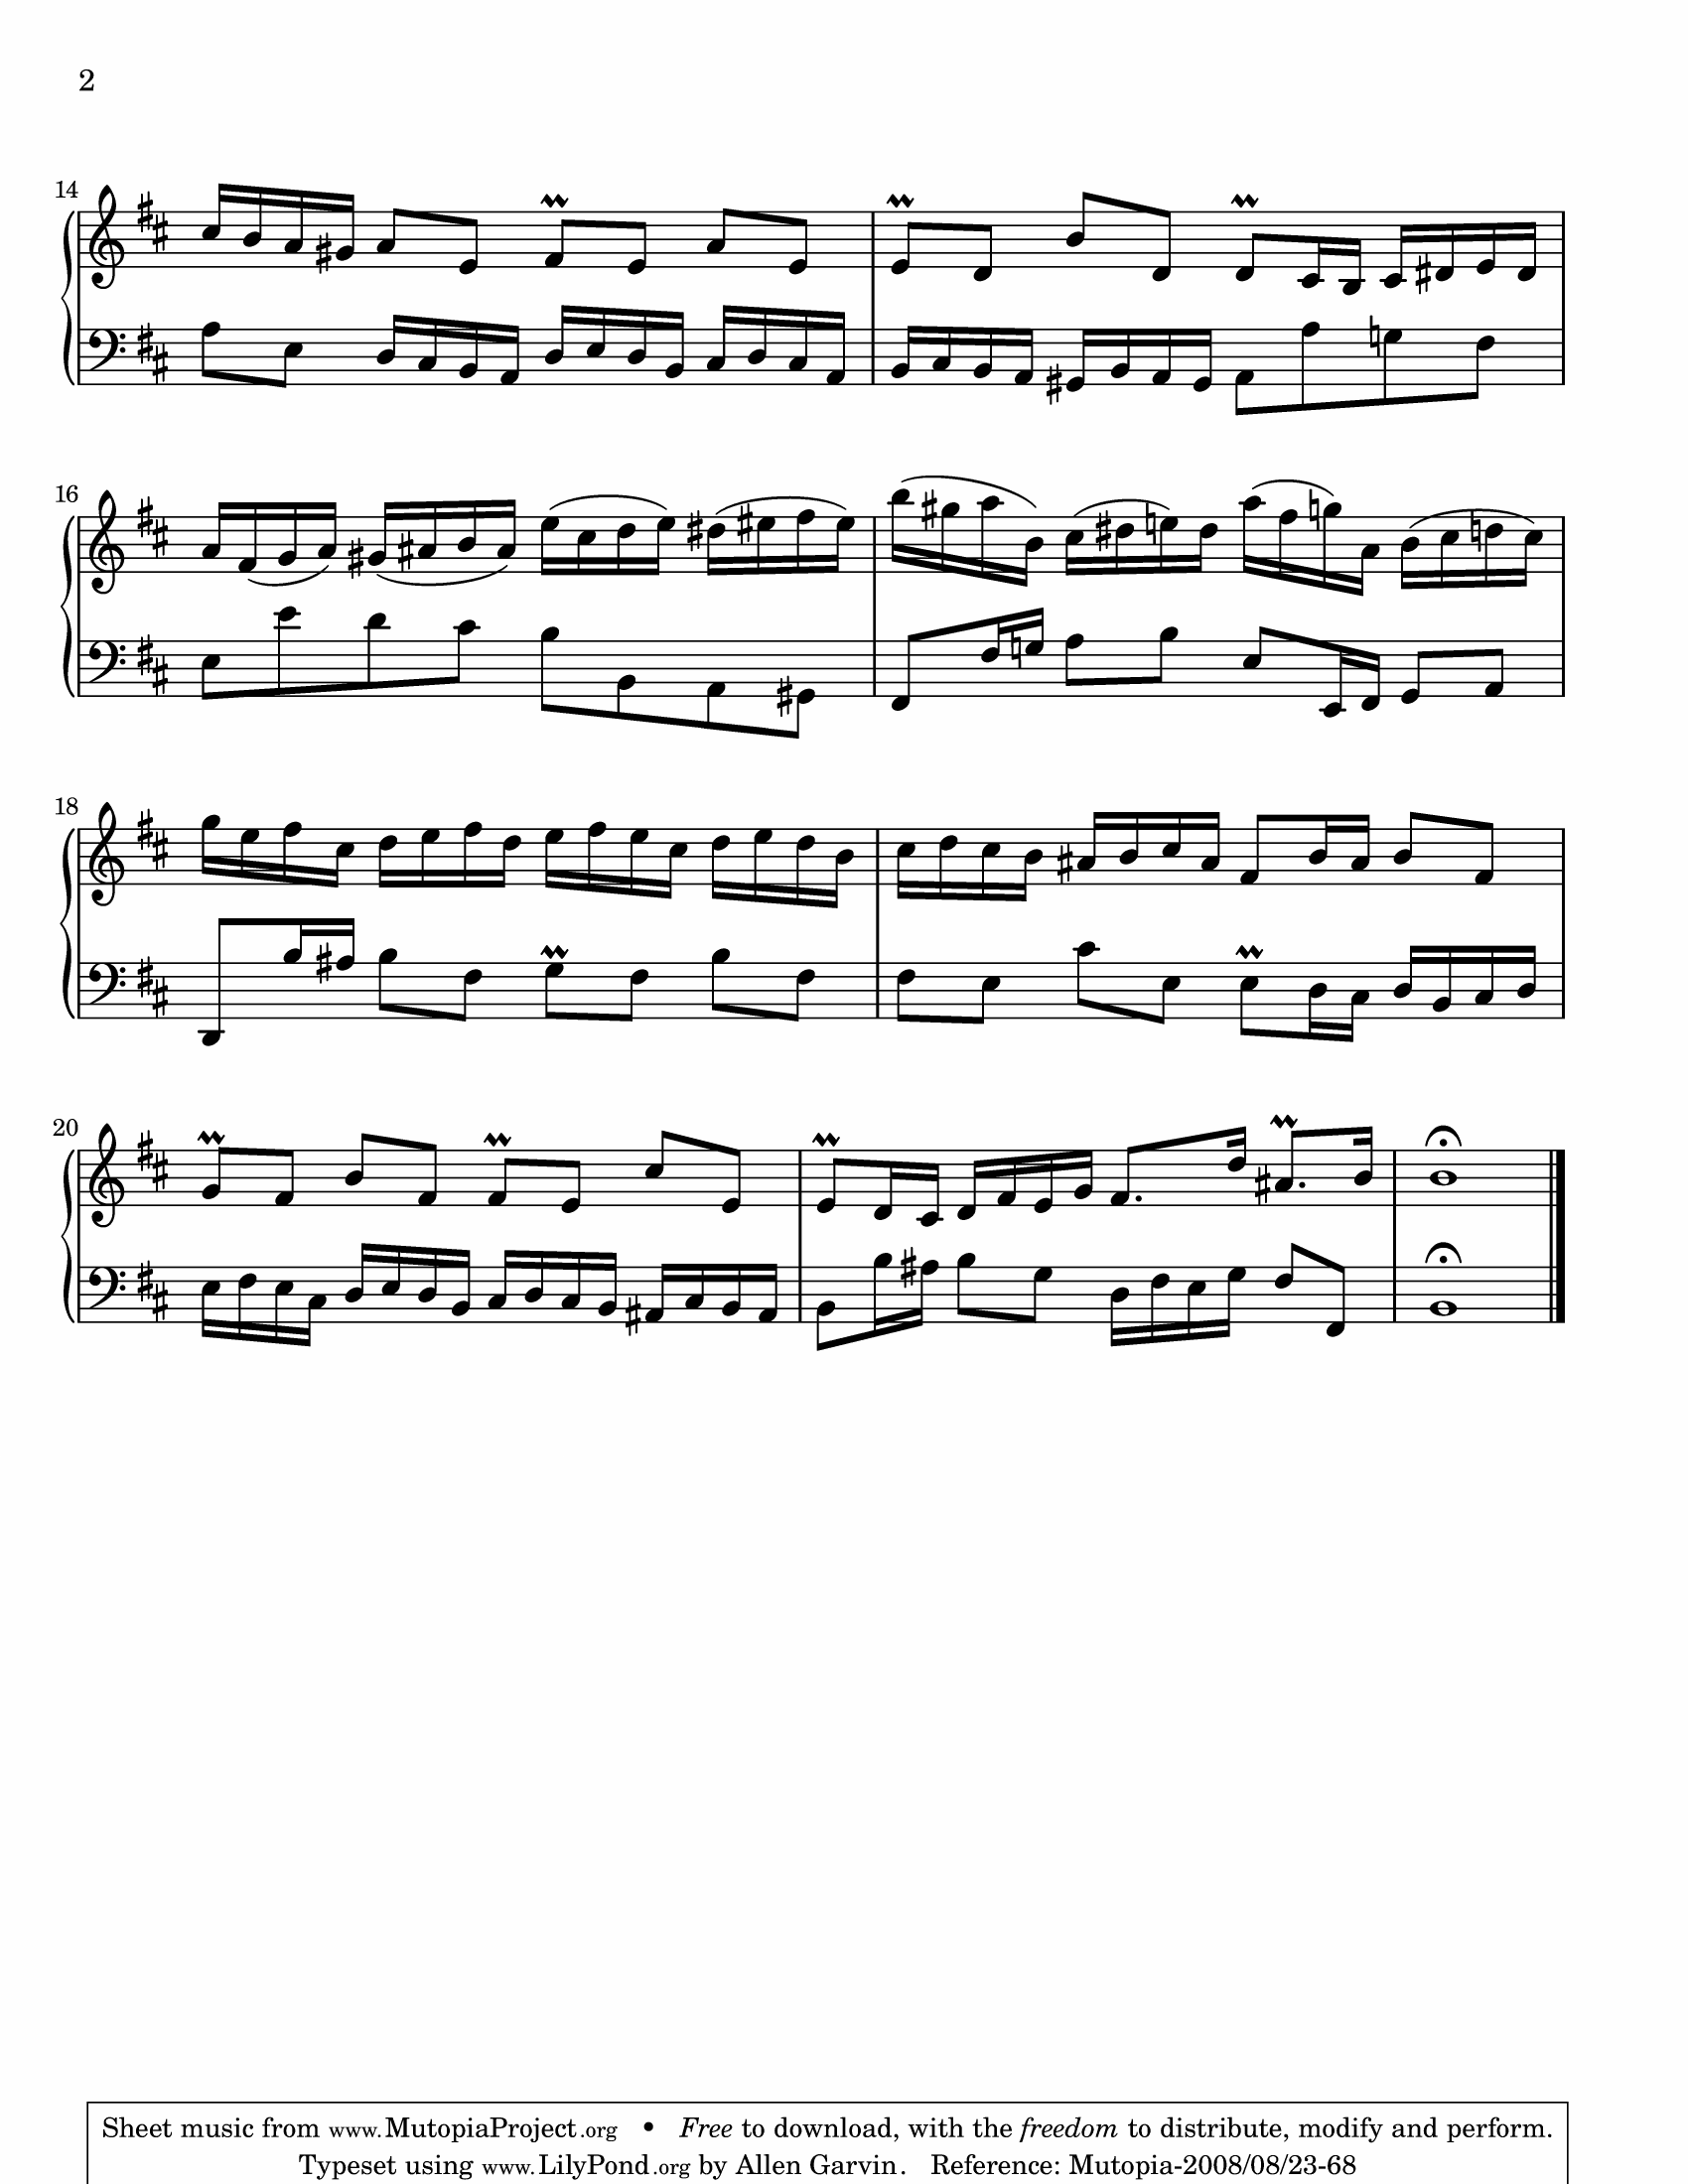 2
14
16
18
20
Sheet music from www.MutopiaProject.org • Free to download, with the freedom to distribute, modify and perform.
Typeset using www.LilyPond.org by Allen Garvin. Reference: Mutopia-2008/08/23-68